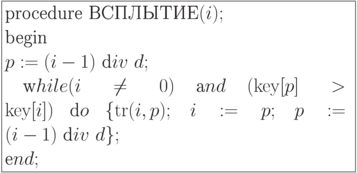 procedure ВСПЛЫТИЕ(i);
begin
p := (i − 1) div d;
while(i ≠ 0) and (key[p] >
key[i]) do {tr(i, p); i := p; p :=
(i − 1) div d};
end;